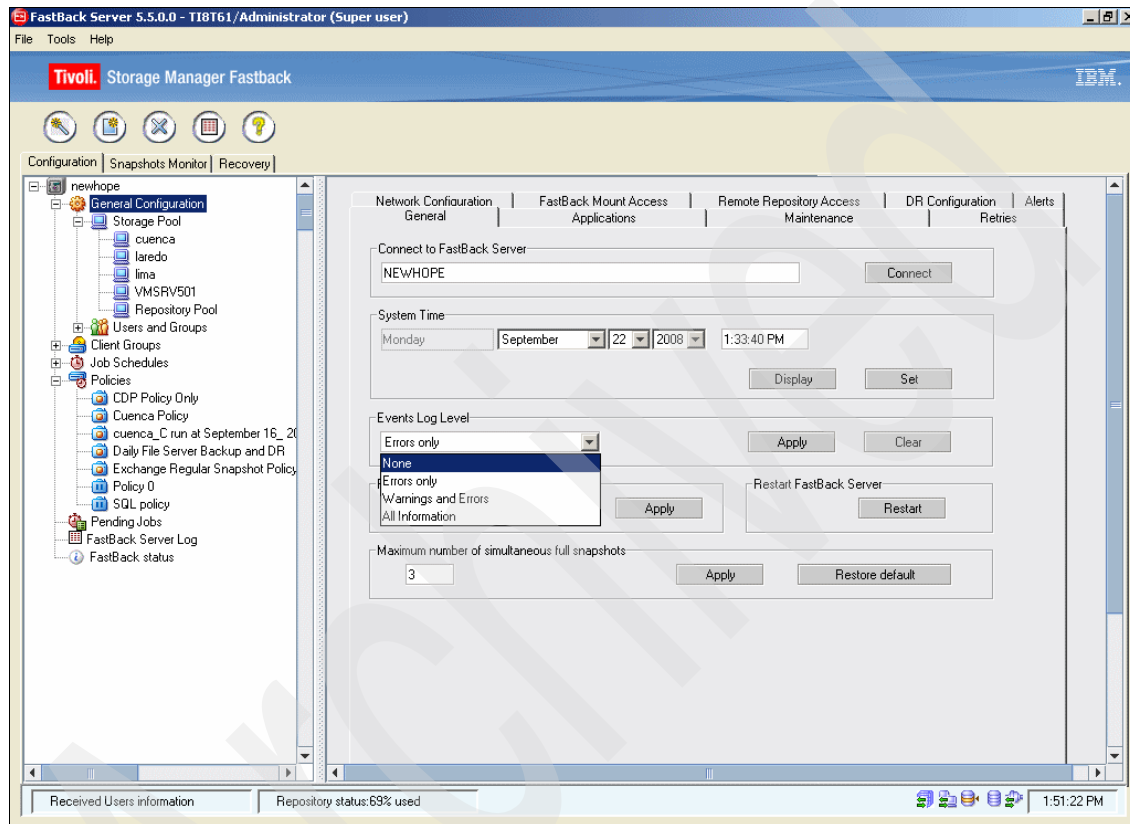 FastBack Server 5.5.0.0 - TI8T61/Administrator (Super user)
File Tools Help
Tivoli. Storage Manager Fastback
IBM.
Configuration Snapshots Monitor Recovery
newhope
General Configuration
Storage Pool
cuenca
laredo
lima
VMSRV501
Repository Pool
Users and Groups
Client Groups
Job Schedules
Policies
CDP Policy Only
Cuenca Policy
cuenca_C run at September 16_ 20
Daily File Server Backup and DR
Exchange Regular Snapshot Policy
Policy 0
SQL policy
Pending Jobs
FastBack Server Log
FastBack status
Network Configuration FastBack Mount Access Remote Repository Access DR Configuration Alerts
General Applications Maintenance Retries
Connect to FastBack Server
NEWHOPE Connect
System Time
Monday September 22 2008 1:33:40 PM
Display Set
Events Log Level
Errors only Apply Clear
None
Errors only
Warnings and Errors
All Information
Apply
Restart FastBack Server
Restart
Maximum number of simultaneous full snapshots
3 Apply Restore default
Received Users information Repository status:69% used 1:51:22 PM
Archived